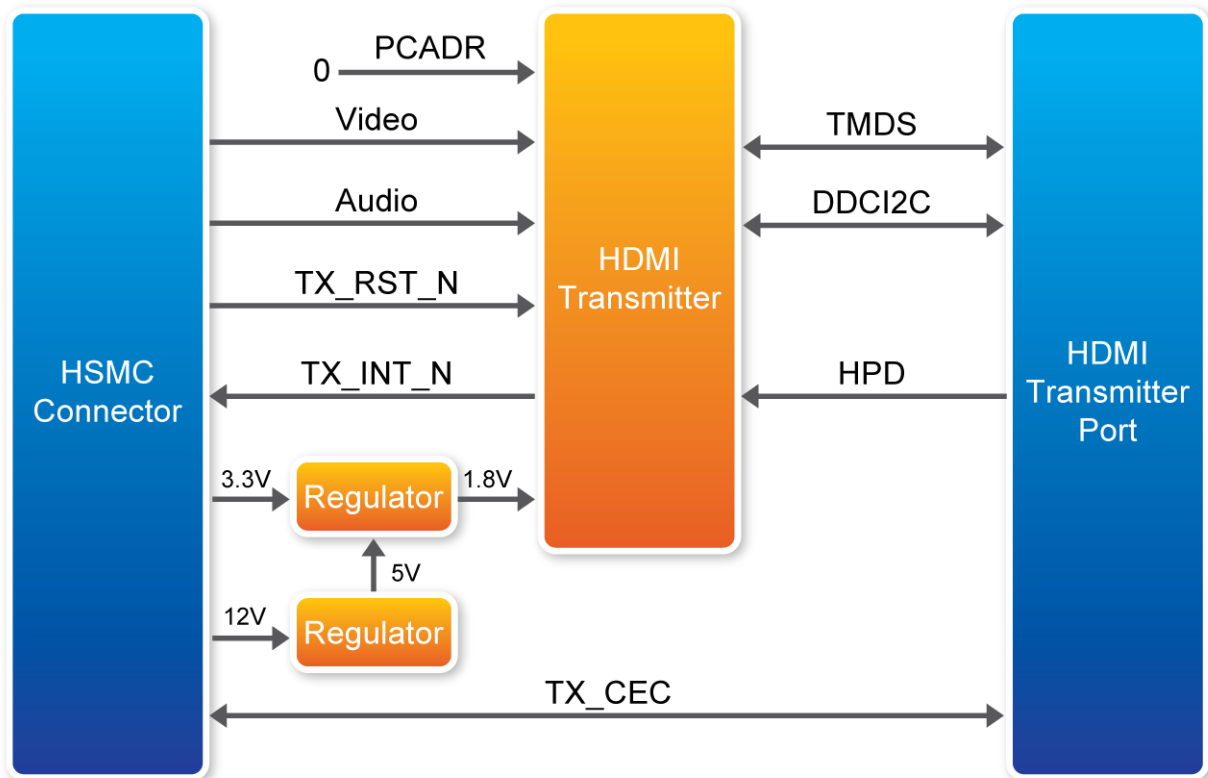 PCADR
0
Video
TMDS
Audio
DDCI2C
HDMI
Transmitter
TX_RST_N
HSMC
Connector
TX_INT_N
HPD
HDMI
Transmitter
Port
3.3V
Regulator
1.8V
5V
12V
Regulator
TX_CEC